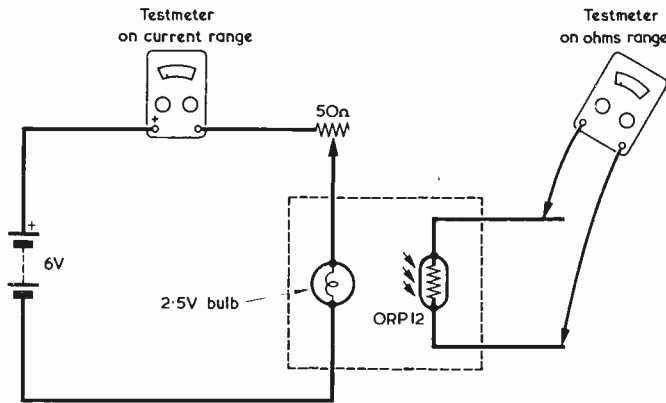 Testmeter
on current range
Testmeter
on ohms range
+
50Ω
+
6V
2·5V bulb
ORP12